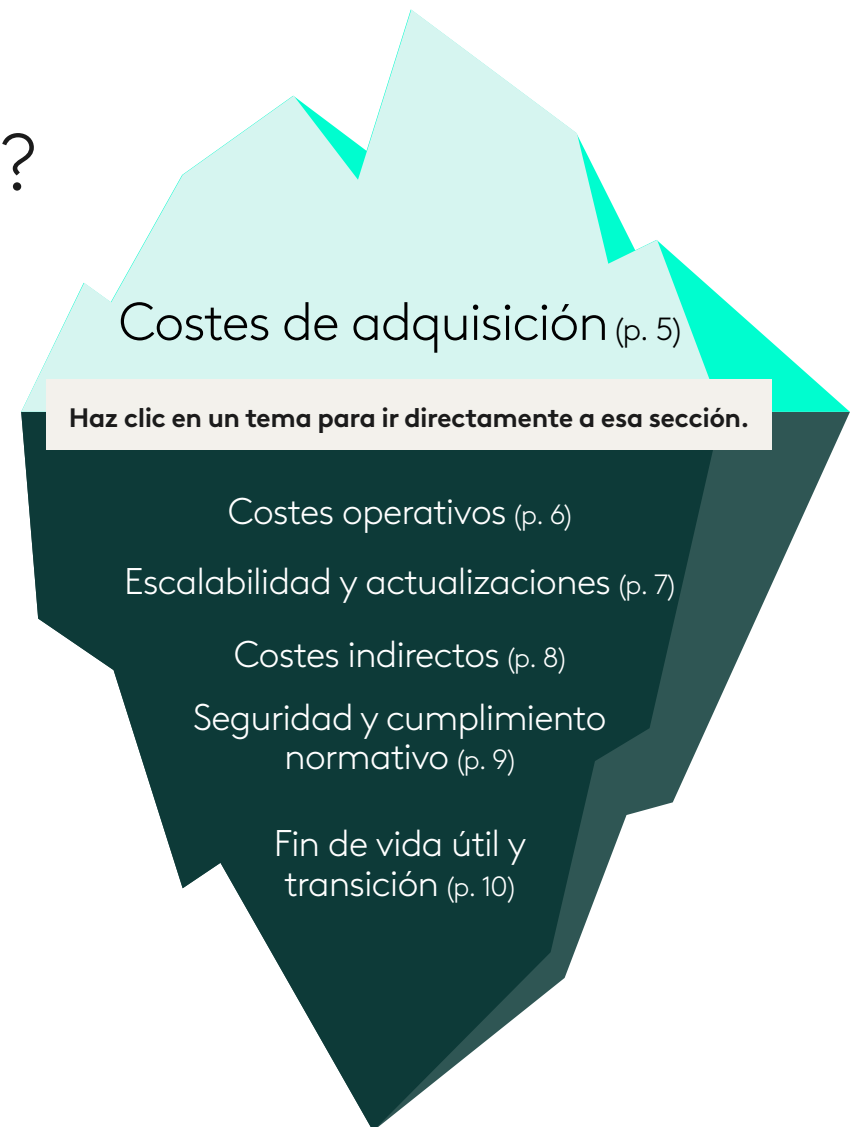 ?
Costes de adquisición (p. 5)
Haz clic en un tema para ir directamente a esa sección.
Costes operativos (p. 6)
Escalabilidad y actualizaciones (p. 7)
Costes indirectos (p. 8)
Seguridad y cumplimiento
normativo (p. 9)
Fin de vida útil y
transición (p. 10)